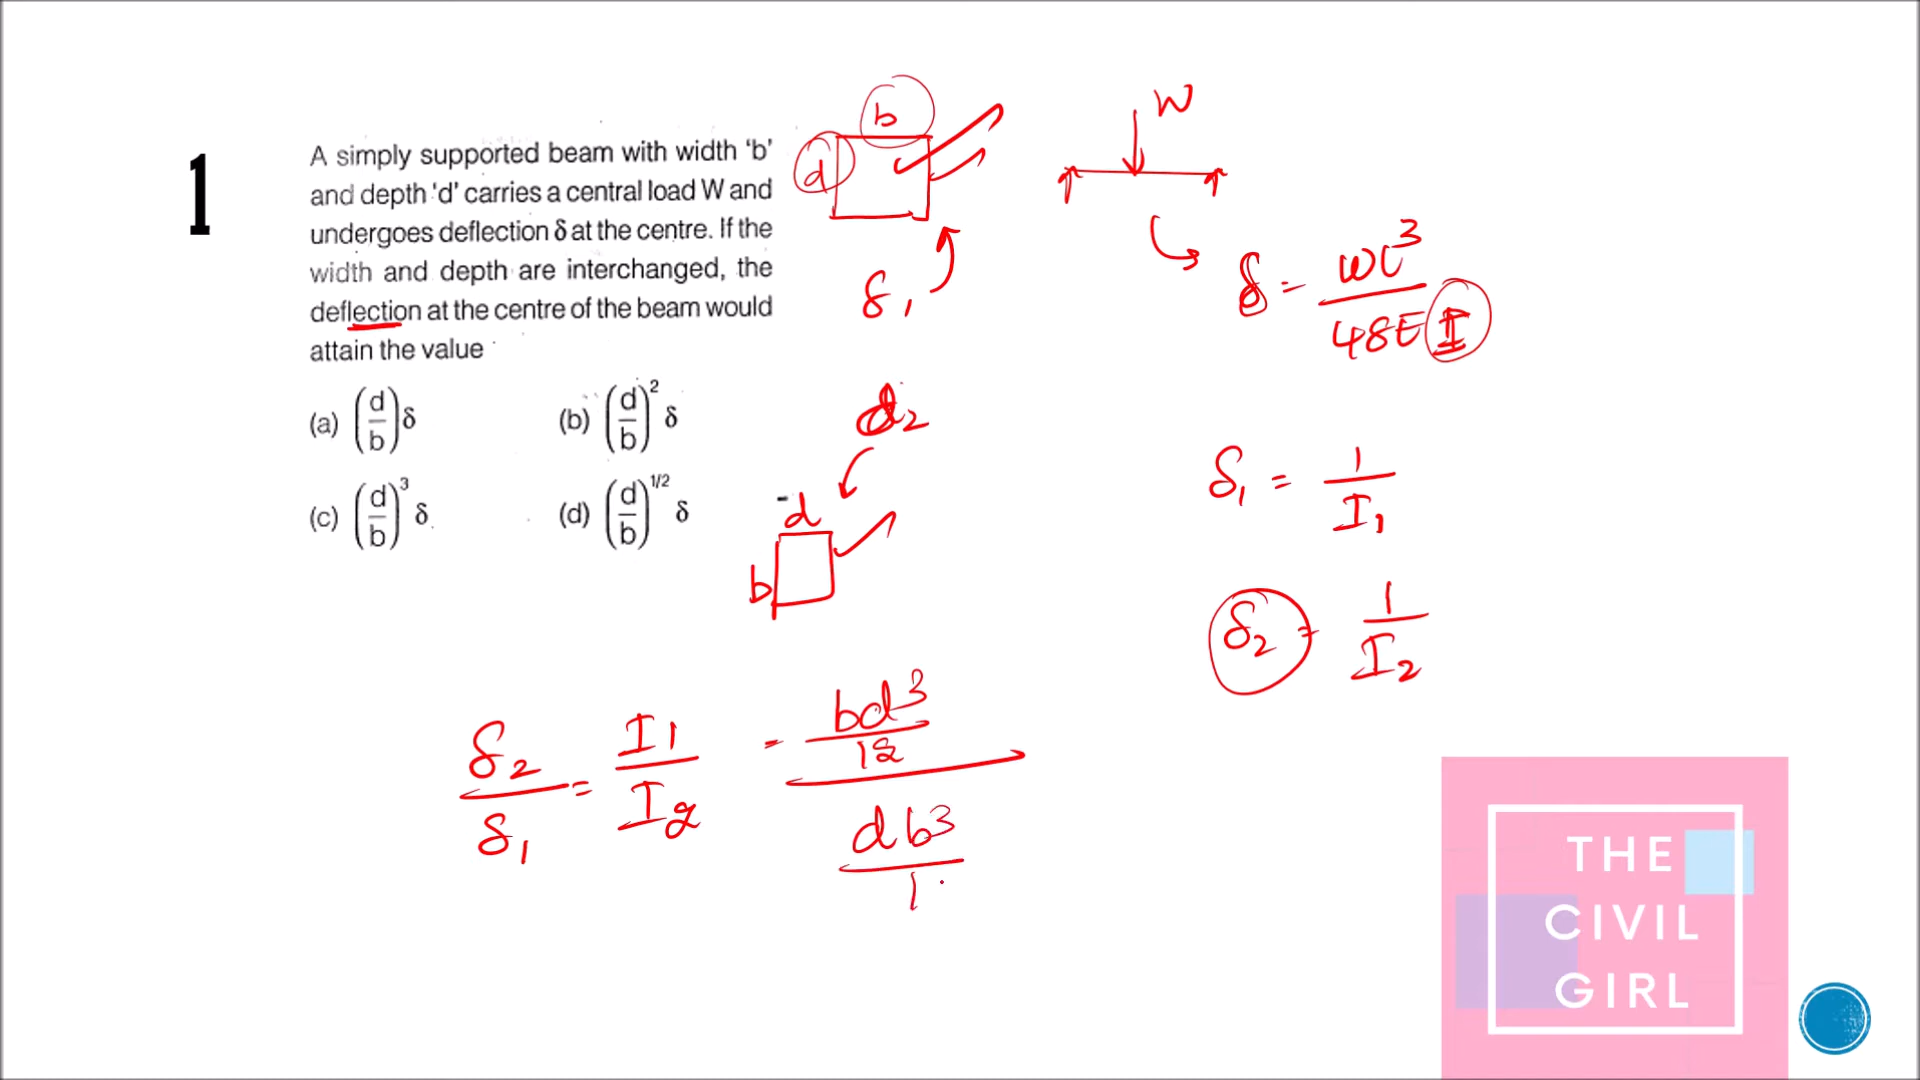 1
A simply supported beam with width 'b'
and depth 'd' carries a central load W and
undergoes deflection δ at the centre. If the
width and depth are interchanged, the
deflection at the centre of the beam would
attain the value
(a) (d/b)δ
(b) (d/b)² δ
(c) (d/b)³ δ
(d) (d/b)^1/2 δ
b
d
δ₁
W
δ = Wl³/48EI
d₂
d
b
δ₁ = 1/I₁
δ₂ = 1/I₂
δ₂/δ₁ = I₁/I₂ = (bd³/12)/(db³/1
THE
CIVIL
GIRL